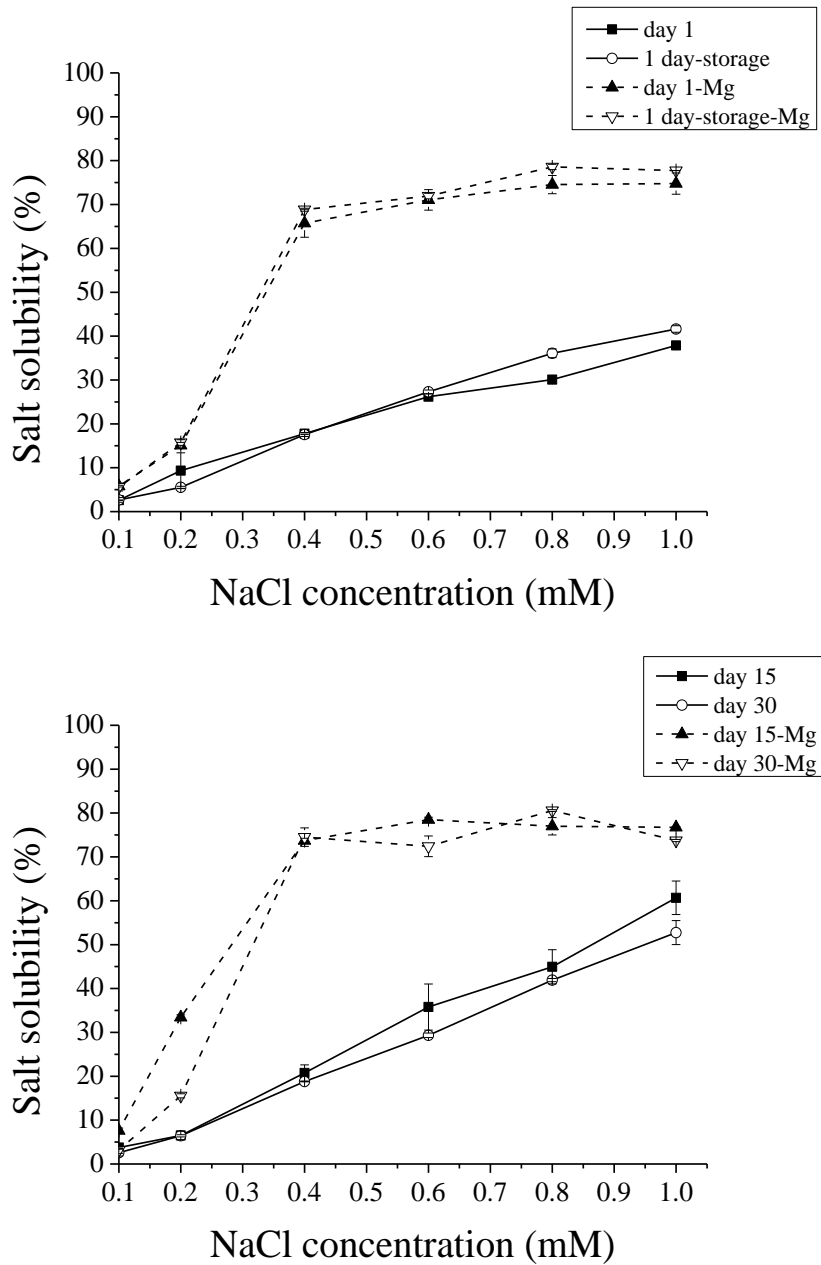 day 1
1 day-storage
day 1-Mg
1 day-storage-Mg
100
90
80
70
60
50
40
30
20
10
0
Salt solubility (%)
0.1 0.2 0.3 0.4 0.5 0.6 0.7 0.8 0.9 1.0
NaCl concentration (mM)
day 15
day 30
day 15-Mg
day 30-Mg
100
90
80
70
60
50
40
30
20
10
0
Salt solubility (%)
0.1 0.2 0.3 0.4 0.5 0.6 0.7 0.8 0.9 1.0
NaCl concentration (mM)